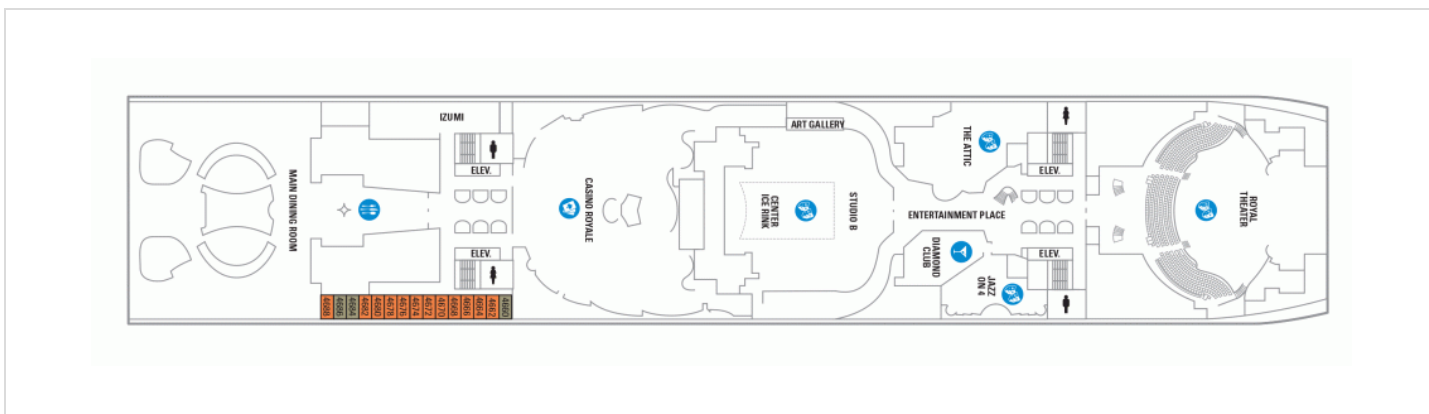 IZUMI
ELEV.
MAIN DINING ROOM
ELEV.
4688
4686
4684
4682
4680
4678
4676
4674
4672
4670
4668
4666
4664
4662
4660
CASINO ROYALE
ART GALLERY
CENTER
ICE RINK
STUDIO B
THE ATTIC
ELEV.
ENTERTAINMENT PLACE
DIAMOND
CLUB
ELEV.
JAZZ
ON 4
ROYAL
THEATER